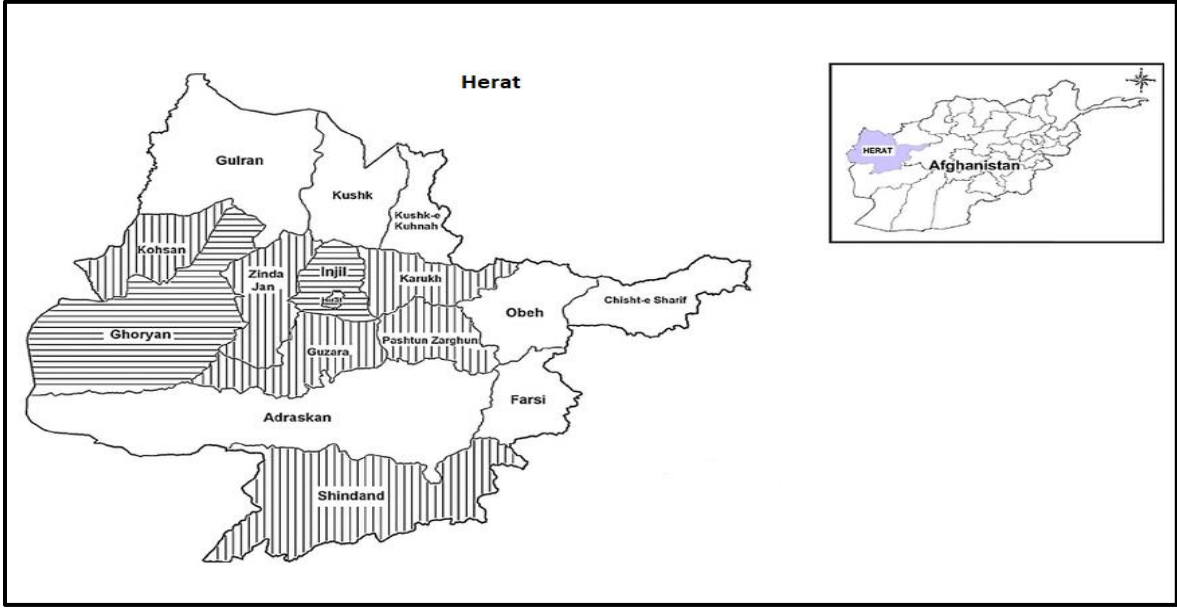 Herat
Gulran
Kushk
Kushk-e
Kuhnah
Kohsan
Zinda
Jan
Injil
Karukh
Obeh
Chisht-e Sharif
Ghoryan
Guzara
Pashtun Zarghun
Farsi
Adraskan
Shindand
HERAT
Afghanistan